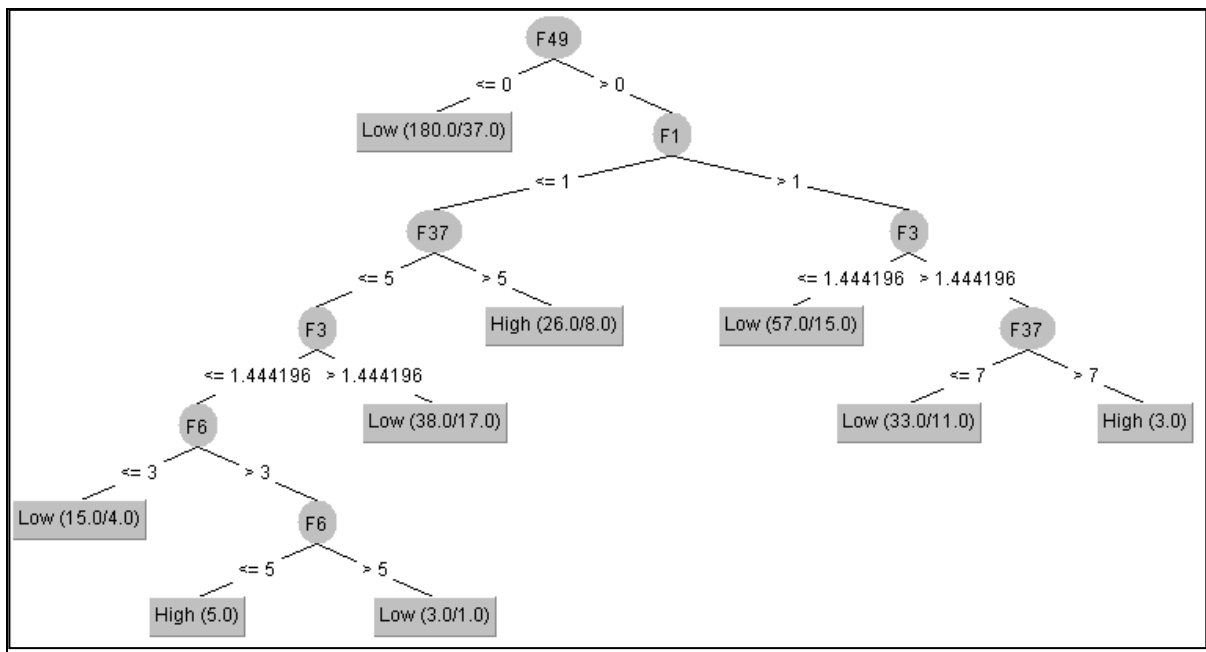 F49
<= 0
> 0
Low (180.0/37.0)
F1
<= 1
> 1
F37
F3
<= 5
> 5
<= 1.444196
> 1.444196
F3
High (26.0/8.0)
Low (57.0/15.0)
F37
<= 1.444196
> 1.444196
<= 7
> 7
F6
Low (38.0/17.0)
Low (33.0/11.0)
High (3.0)
<= 3
> 3
Low (15.0/4.0)
F6
<= 5
> 5
High (5.0)
Low (3.0/1.0)